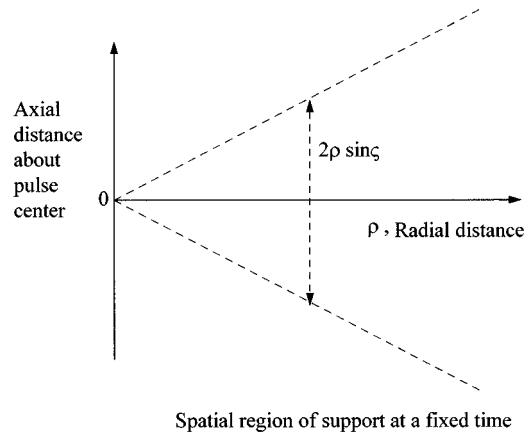 Axial
distance
about
pulse
center
2ρ sinς
0
ρ , Radial distance
Spatial region of support at a fixed time